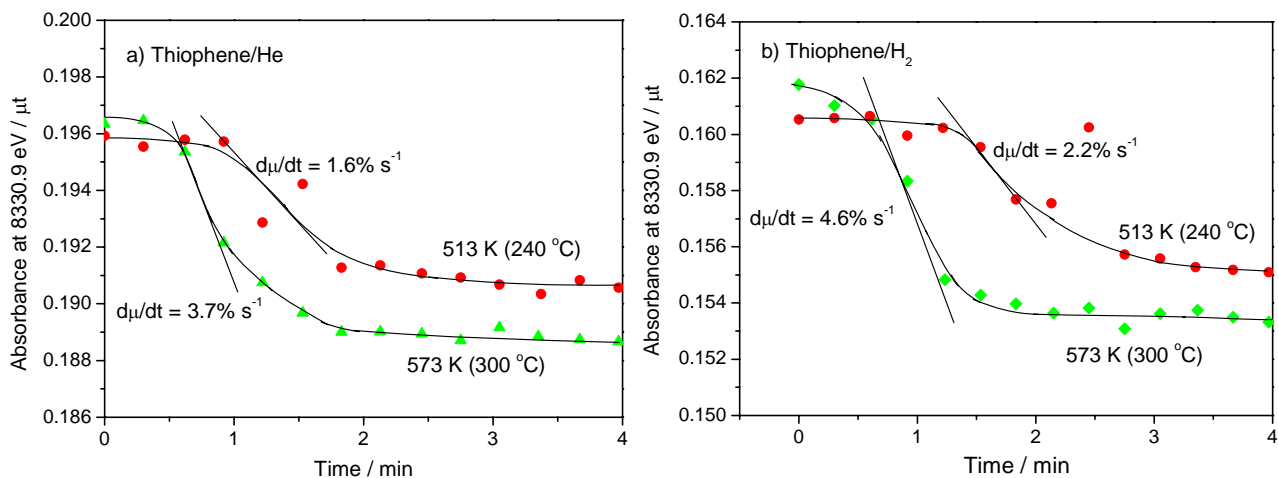 a) Thiophene/He
0.200
0.198
0.196
0.194
0.192
0.190
0.188
0.186
Absorbance at 8330.9 eV / μt
dμ/dt = 1.6% s⁻¹
dμ/dt = 3.7% s⁻¹
513 K (240 °C)
573 K (300 °C)
0 1 2 3 4
Time / min
b) Thiophene/H₂
0.164
0.162
0.160
0.158
0.156
0.154
0.152
0.150
Absorbance at 8330.9 eV / μt
dμ/dt = 2.2% s⁻¹
dμ/dt = 4.6% s⁻¹
513 K (240 °C)
573 K (300 °C)
0 1 2 3 4
Time / min